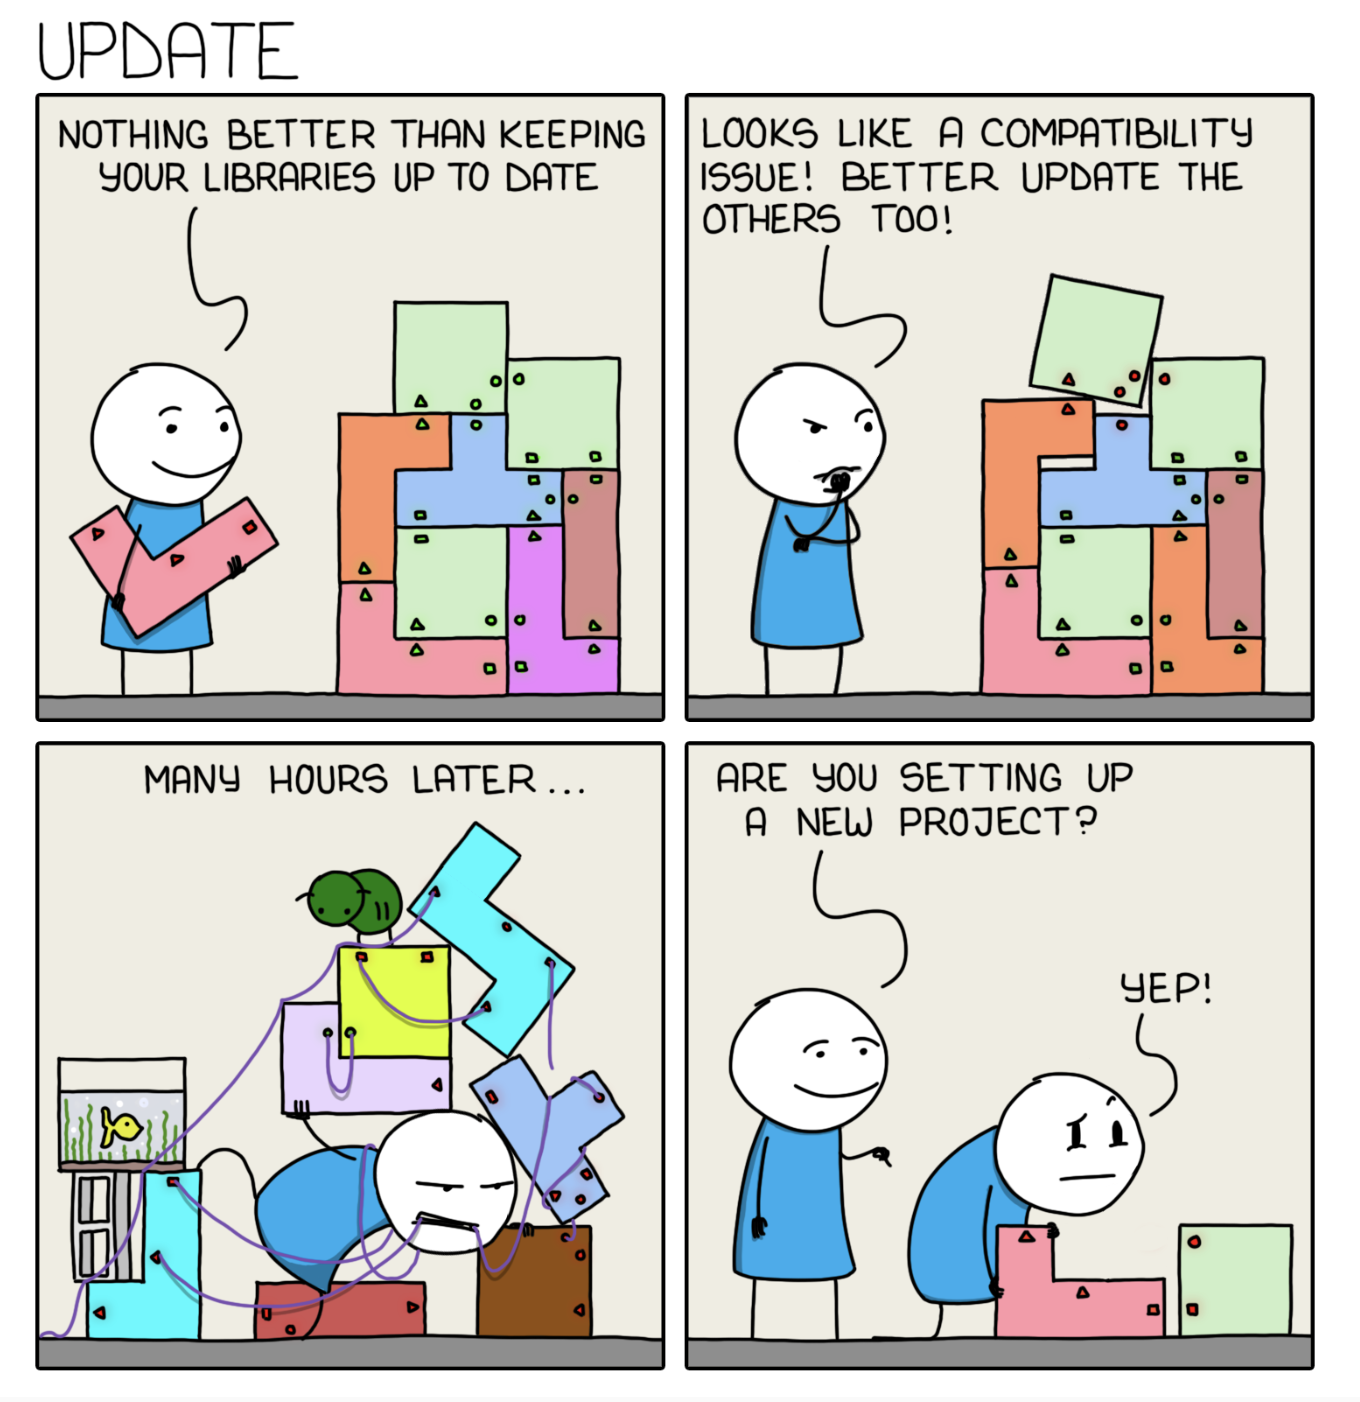 UPDATE
NOTHING BETTER THAN KEEPING
YOUR LIBRARIES UP TO DATE
LOOKS LIKE A COMPATIBILITY
ISSUE! BETTER UPDATE THE
OTHERS TOO!
MANY HOURS LATER...
ARE YOU SETTING UP
A NEW PROJECT?
YEP!